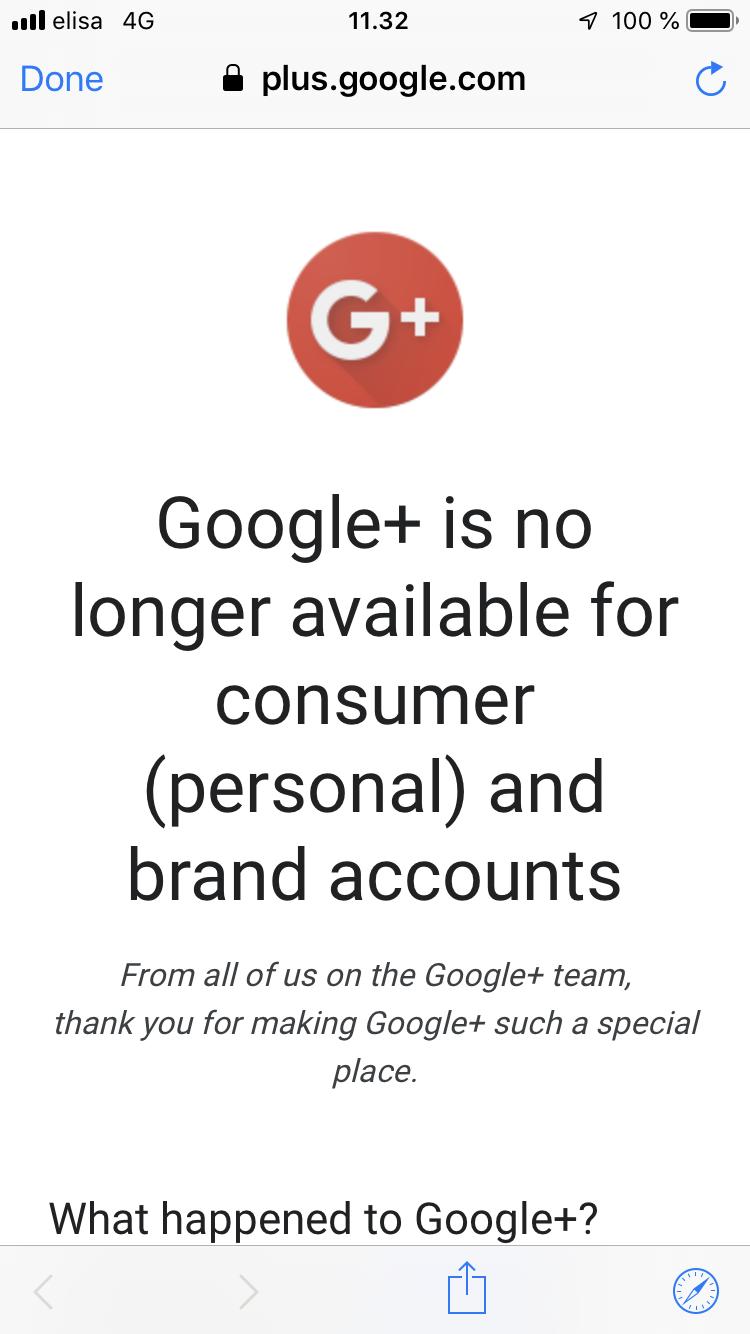 elisa 4G 11.32 100 %
Done plus.google.com
G+
Google+ is no
longer available for
consumer
(personal) and
brand accounts
From all of us on the Google+ team,
thank you for making Google+ such a special
place.
What happened to Google+?